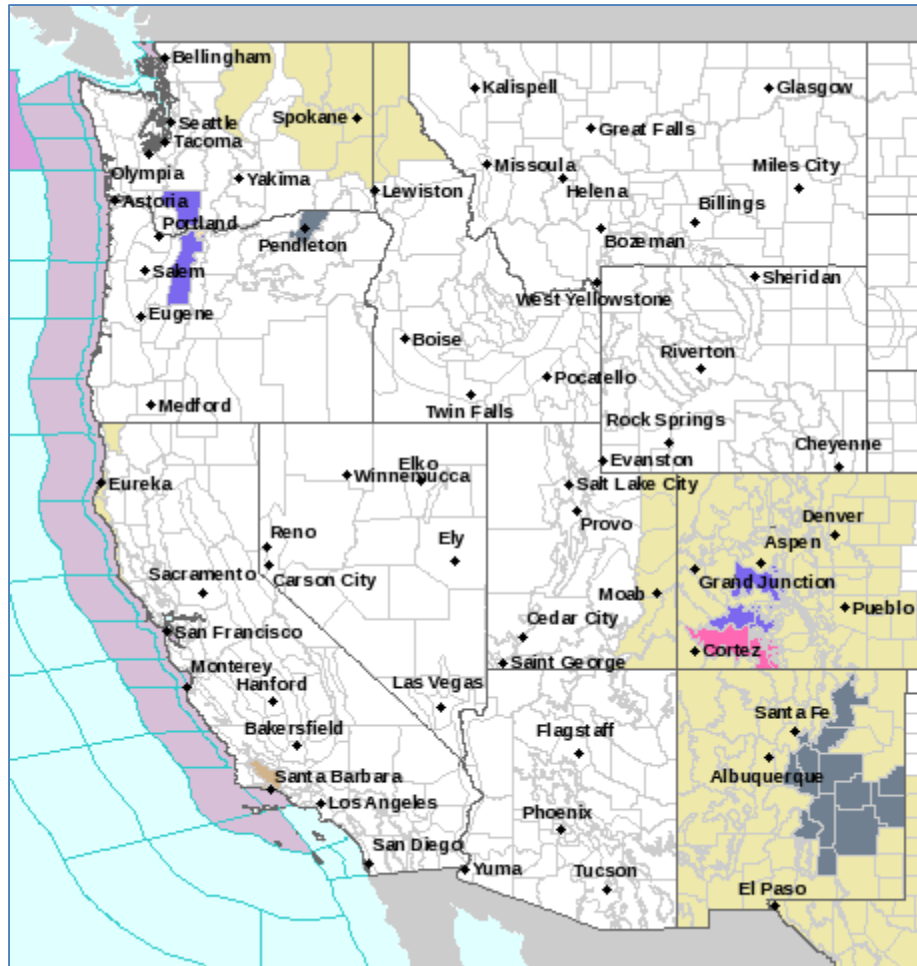 Bellingham
Kalispell
Glasgow
Seattle
Spokane
Great Falls
Tacoma
Missoula
Miles City
Olympia
Yakima
Helena
Lewiston
Astoria
Billings
Portland
Pendleton
Bozeman
Salem
Sheridan
West Yellowstone
Eugene
Boise
Riverton
Pocatello
Medford
Twin Falls
Rock Springs
Cheyenne
Evanston
Elko
Winnemucca
Eureka
Salt Lake City
Provo
Denver
Reno
Ely
Aspen
Sacramento
Carson City
Grand Junction
Moab
Pueblo
San Francisco
Cedar City
Cortez
Saint George
Monterey
Hanford
Las Vegas
Santa Fe
Bakersfield
Flagstaff
Santa Barbara
Albuquerque
Los Angeles
Phoenix
San Diego
Yuma
Tucson
El Paso